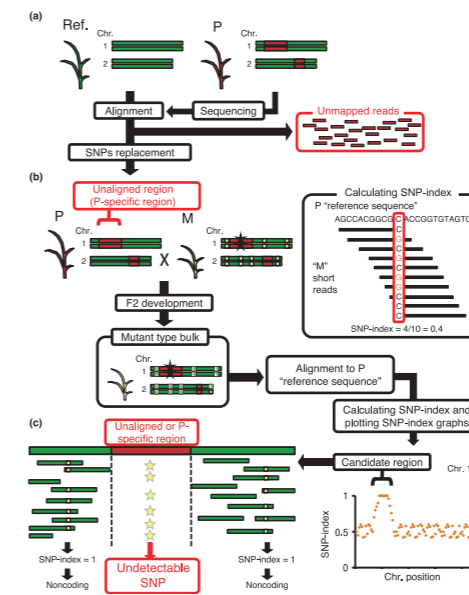 (a)
Ref.
P
Chr.
1
2
Chr.
1
2
Alignment
Sequencing
Unmapped reads
SNPs replacement
(b)
Unaligned region
(P-specific region)
P
M
Chr.
1
2
X
Chr.
1
2
F2 development
Mutant type bulk
Chr.
1
2
Calculating SNP-index
P "reference sequence"
AGCCACGGCGCACCGGTGTAGTC
C
G
C
G
G
"M"
short
reads
C
C
SNP-index = 4/10 = 0.4
Alignment to P
"reference sequence"
Calculating SNP-index and
plotting SNP-index graphs
(c)
Unaligned or P-
specific region
Candidate region
Chr. 1
SNP-index
1
0.5
0
Chr. position
SNP-index = 1
Noncoding
Undetectable
SNP
SNP-index = 1
Noncoding